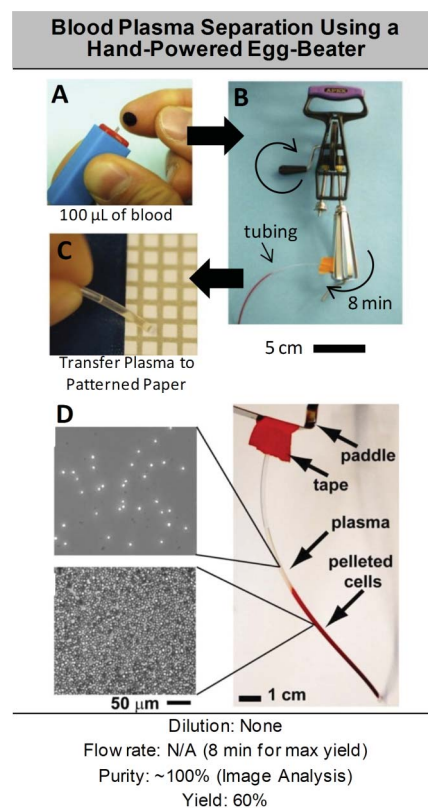 Blood Plasma Separation Using a
Hand-Powered Egg-Beater
A
100 µL of blood
B
tubing
8 min
5 cm
C
Transfer Plasma to
Patterned Paper
D
paddle
tape
plasma
pelleted
cells
50 µm
1 cm
Dilution: None
Flow rate: N/A (8 min for max yield)
Purity: ~100% (Image Analysis)
Yield: 60%